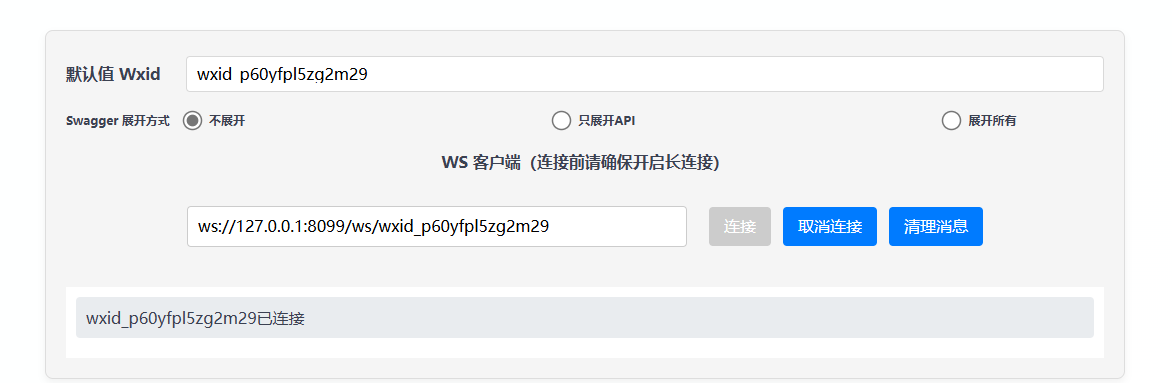 默认值 Wxid wxid_p60yfpl5zg2m29
Swagger 展开方式 不展开 只展开API 展开所有
WS 客户端（连接前请确保开启长连接）
ws://127.0.0.1:8099/ws/wxid_p60yfpl5zg2m29 连接 取消连接 清理消息
wxid_p60yfpl5zg2m29已连接